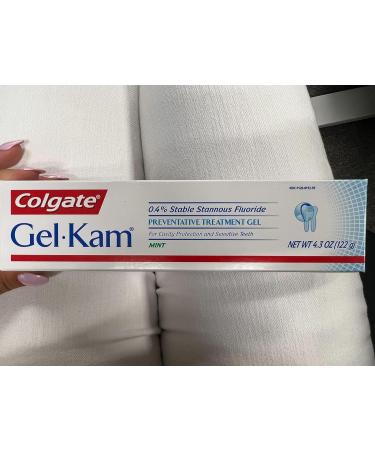 Colgate®
Gel·Kam®
0.4% Stable Stannous Fluoride
PREVENTATIVE TREATMENT GEL
For Cavity Protection and Sensitive Teeth
MINT
NET WT 4.3 OZ (122 g)